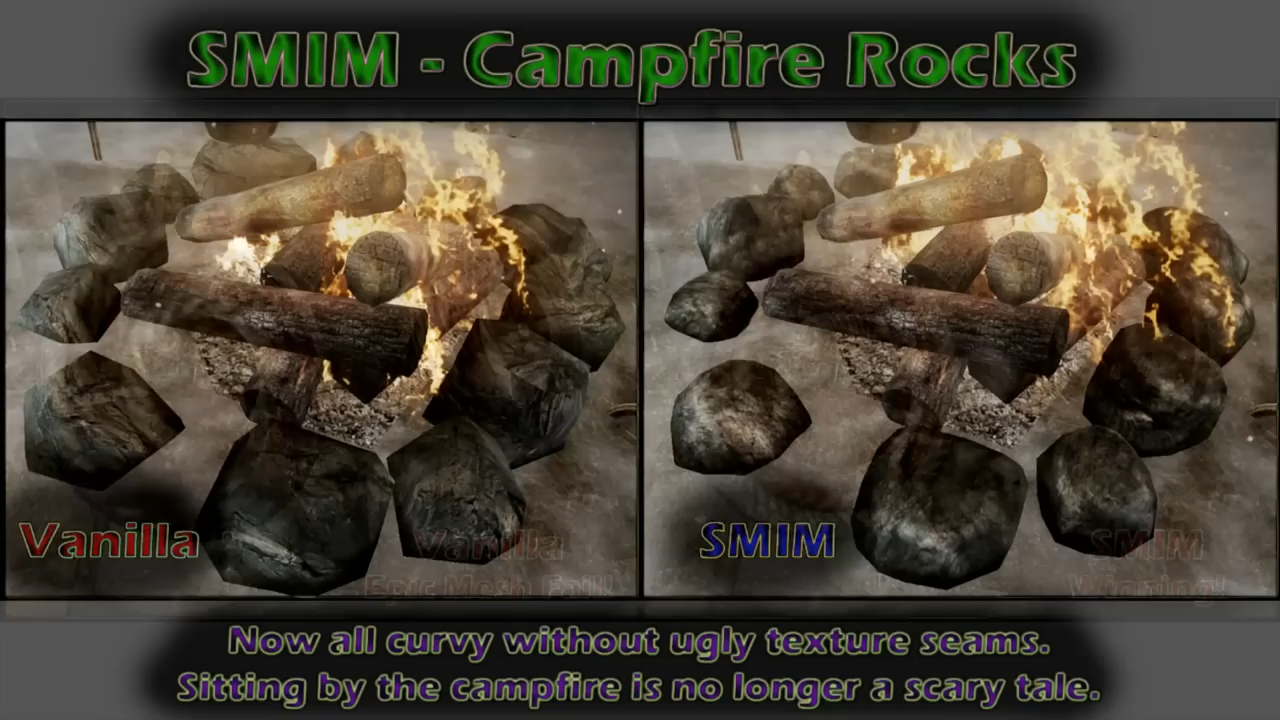 SMIM - Campfire Rocks
Vanilla
Vanilla
Epic Mesh Fail!
SMIM
SMIM
Winning!
Now all curvy without ugly texture seams.
Sitting by the campfire is no longer a scary tale.